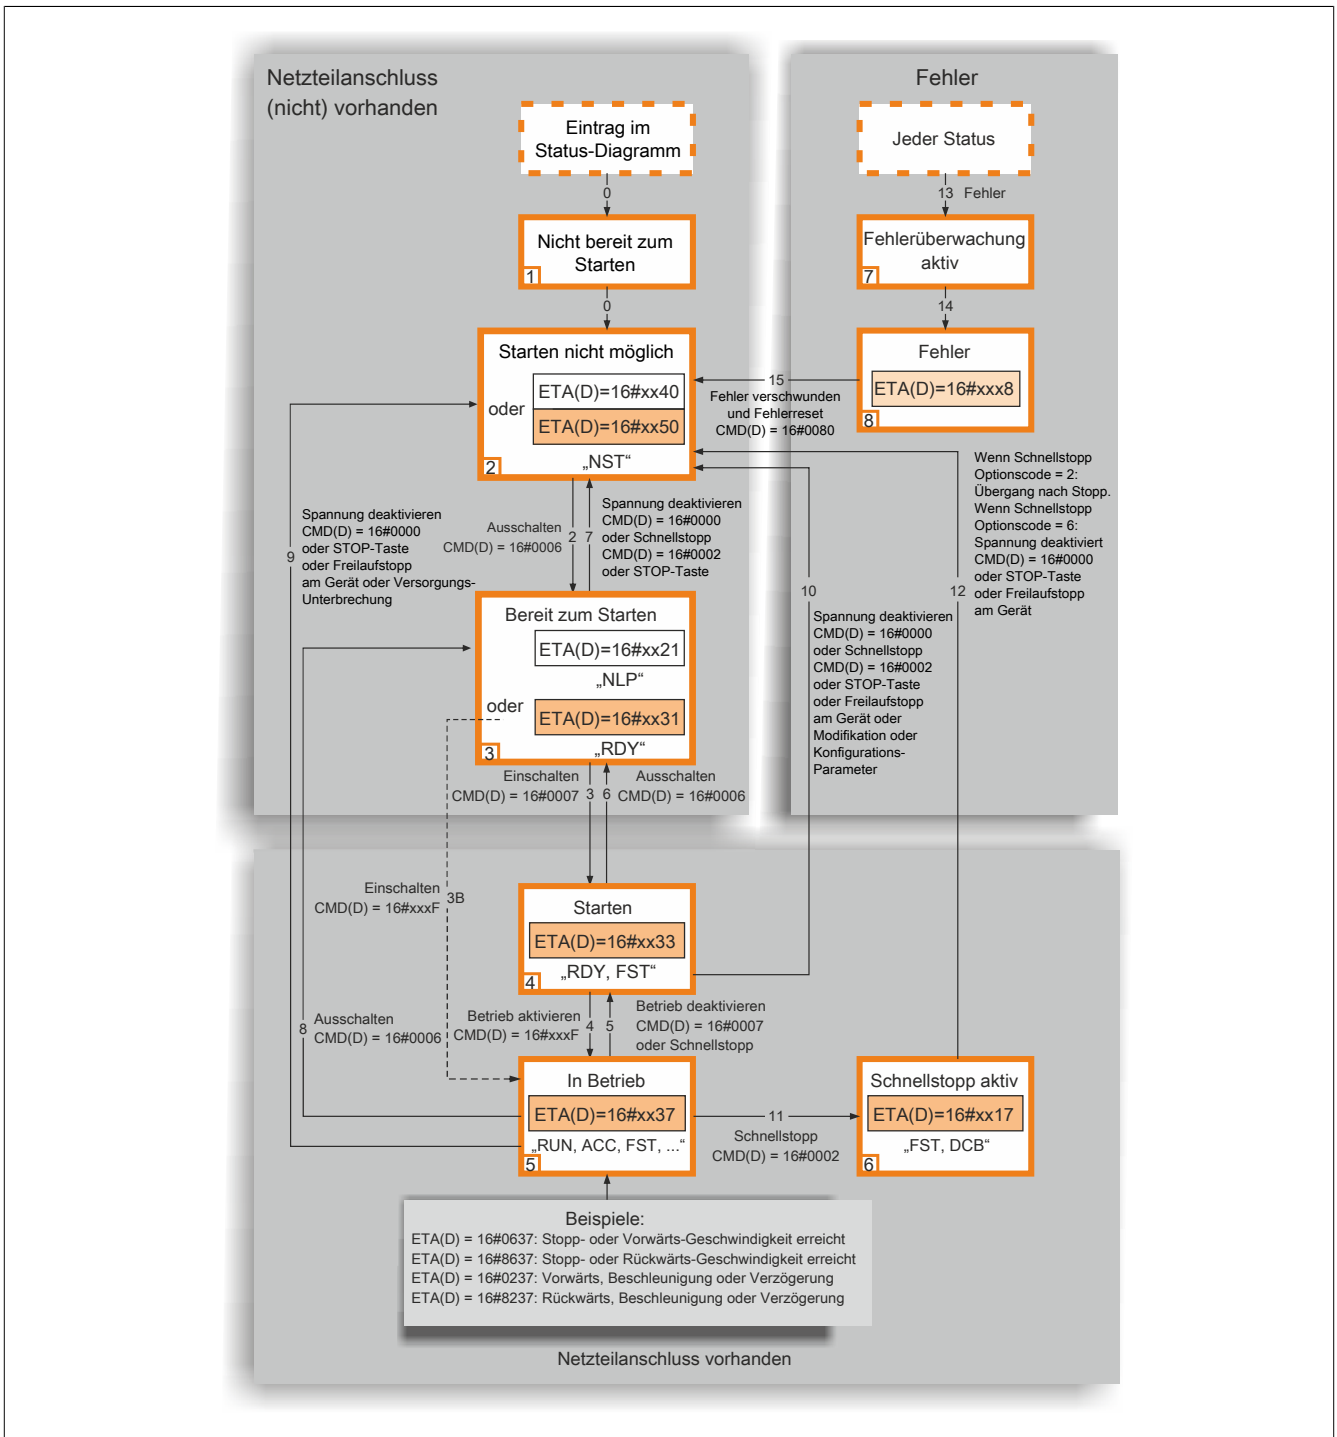 Netzteilanschluss
(nicht) vorhanden
Eintrag im
Status-Diagramm
0
Nicht bereit zum
Starten
1
0
Starten nicht möglich
oder
ETA(D)=16#xx40
ETA(D)=16#xx50
2
„NST“
Fehler
Jeder Status
13 Fehler
Fehlerüberwachung
aktiv
7
14
Fehler
ETA(D)=16#xxx8
8
15
Fehler verschwunden
und Fehlerreset
CMD(D) = 16#0080
Ausschalten
CMD(D) = 16#0006
2
7
Spannung deaktivieren
CMD(D) = 16#0000
oder Schnellstopp
CMD(D) = 16#0002
oder STOP-Taste
9
Spannung deaktivieren
CMD(D) = 16#0000
oder STOP-Taste
oder Freilaufstopp
am Gerät oder Versorgungs-
Unterbrechung
Wenn Schnellstopp
Optionscode = 2:
Übergang nach Stopp.
Wenn Schnellstopp
Optionscode = 6:
Spannung deaktiviert
CMD(D) = 16#0000
oder STOP-Taste
oder Freilaufstopp
am Gerät
12
10
Spannung deaktivieren
CMD(D) = 16#0000
oder Schnellstopp
CMD(D) = 16#0002
oder STOP-Taste
oder Freilaufstopp
am Gerät oder
Modifikation oder
Konfigurations-
Parameter
Bereit zum Starten
ETA(D)=16#xx21
„NLP“
oder
ETA(D)=16#xx31
3
„RDY“
Einschalten
CMD(D) = 16#0007
3
6
Ausschalten
CMD(D) = 16#0006
Einschalten
CMD(D) = 16#xxxF
3B
Starten
ETA(D)=16#xx33
4
„RDY, FST“
Betrieb aktivieren
CMD(D) = 16#xxxF
4
5
Betrieb deaktivieren
CMD(D) = 16#0007
oder Schnellstopp
8
Ausschalten
CMD(D) = 16#0006
In Betrieb
ETA(D)=16#xx37
„RUN, ACC, FST, ...“
5
11
Schnellstopp
CMD(D) = 16#0002
Schnellstopp aktiv
ETA(D)=16#xx17
„FST, DCB“
6
Beispiele:
ETA(D) = 16#0637: Stopp- oder Vorwärts-Geschwindigkeit erreicht
ETA(D) = 16#8637: Stopp- oder Rückwärts-Geschwindigkeit erreicht
ETA(D) = 16#0237: Vorwärts, Beschleunigung oder Verzögerung
ETA(D) = 16#8237: Rückwärts, Beschleunigung oder Verzögerung
Netzteilanschluss vorhanden